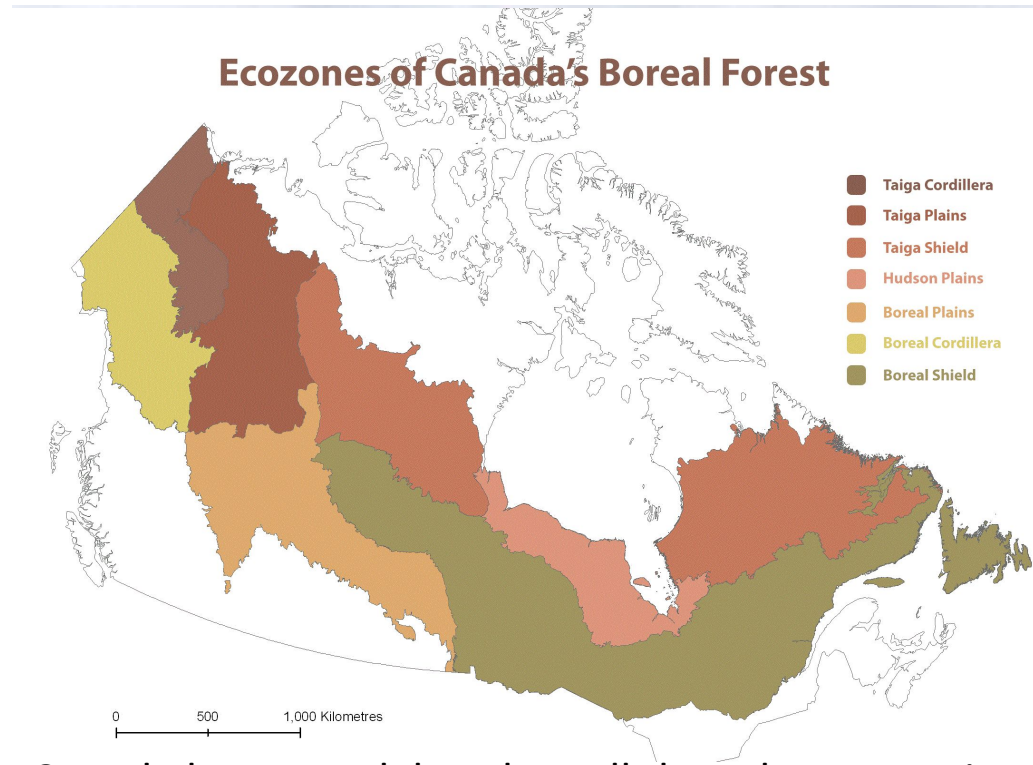 Ecozones of Canada's Boreal Forest
Taiga Cordillera
Taiga Plains
Taiga Shield
Hudson Plains
Boreal Plains
Boreal Cordillera
Boreal Shield
0 500 1,000 Kilometres